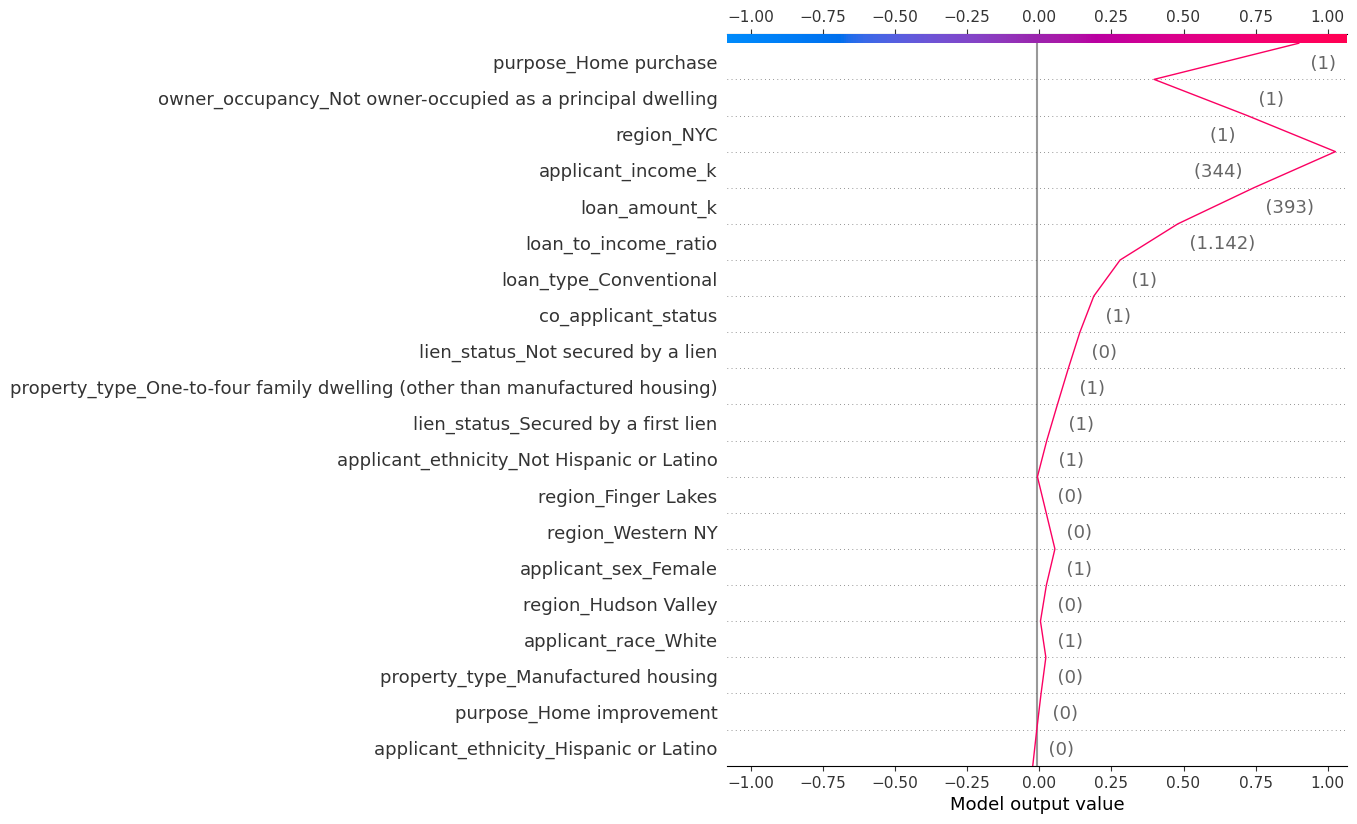 −1.00 −0.75 −0.50 −0.25 0.00 0.25 0.50 0.75 1.00
purpose_Home purchase (1)
owner_occupancy_Not owner-occupied as a principal dwelling (1)
region_NYC (1)
applicant_income_k (344)
loan_amount_k (393)
loan_to_income_ratio (1.142)
loan_type_Conventional (1)
co_applicant_status (1)
lien_status_Not secured by a lien (0)
property_type_One-to-four family dwelling (other than manufactured housing) (1)
lien_status_Secured by a first lien (1)
applicant_ethnicity_Not Hispanic or Latino (1)
region_Finger Lakes (0)
region_Western NY (0)
applicant_sex_Female (1)
region_Hudson Valley (0)
applicant_race_White (1)
property_type_Manufactured housing (0)
purpose_Home improvement (0)
applicant_ethnicity_Hispanic or Latino (0)
−1.00 −0.75 −0.50 −0.25 0.00 0.25 0.50 0.75 1.00
Model output value